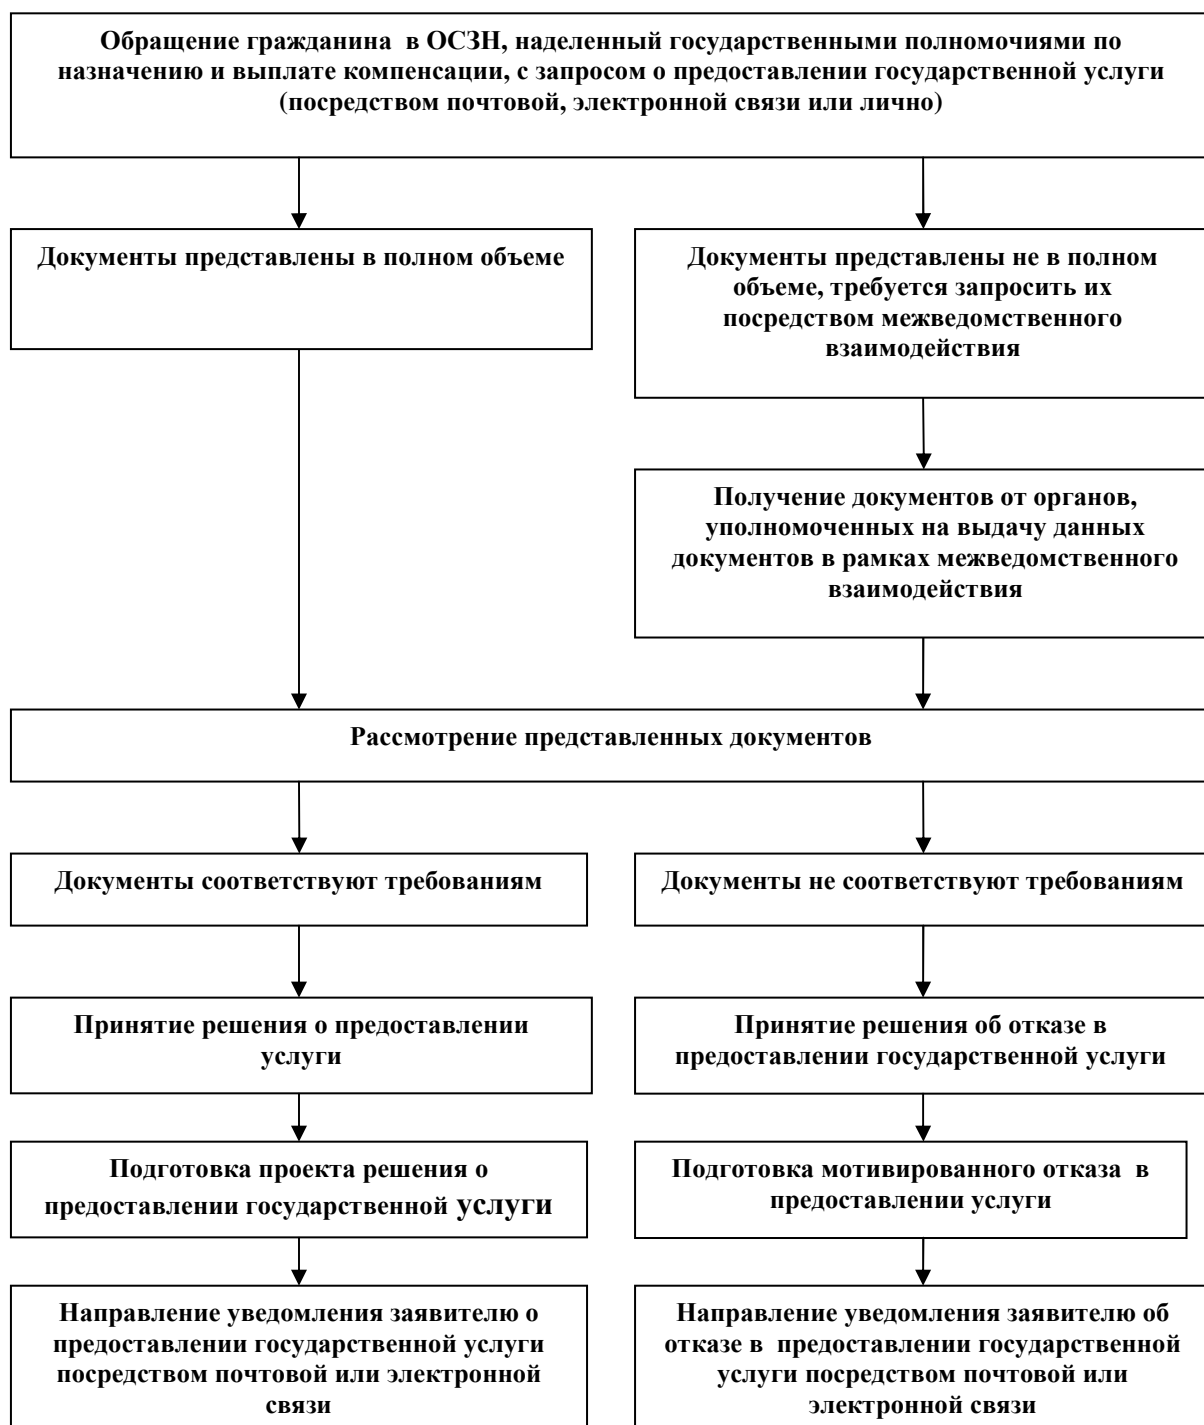 Обращение гражданина в ОСЗН, наделенный государственными полномочиями по
назначению и выплате компенсации, с запросом о предоставлении государственной услуги
(посредством почтовой, электронной связи или лично)
Документы представлены в полном объеме
Документы представлены не в полном
объеме, требуется запросить их
посредством межведомственного
взаимодействия
Получение документов от органов,
уполномоченных на выдачу данных
документов в рамках межведомственного
взаимодействия
Рассмотрение представленных документов
Документы соответствуют требованиям
Документы не соответствуют требованиям
Принятие решения о предоставлении
услуги
Принятие решения об отказе в
предоставлении государственной услуги
Подготовка проекта решения о
предоставлении государственной услуги
Подготовка мотивированного отказа в
предоставлении услуги
Направление уведомления заявителю о
предоставлении государственной услуги
посредством почтовой или электронной
связи
Направление уведомления заявителю об
отказе в предоставлении государственной
услуги посредством почтовой или
электронной связи